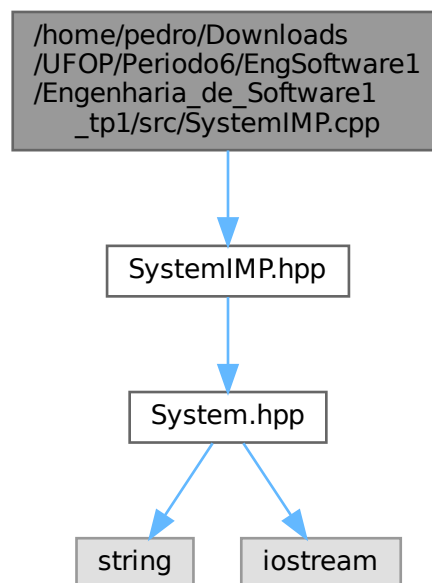 /home/pedro/Downloads
/UFOP/Periodo6/EngSoftware1
/Engenharia_de_Software1
_tp1/src/SystemIMP.cpp
SystemIMP.hpp
System.hpp
string
iostream